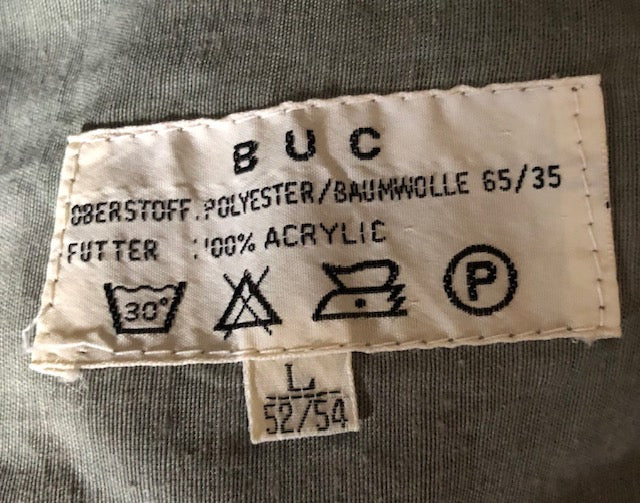 BUC
OBERSTOFF:POLYESTER/BAUMWOLLE 65/35
FUTTER :100% ACRYLIC
30° P
L
52/54